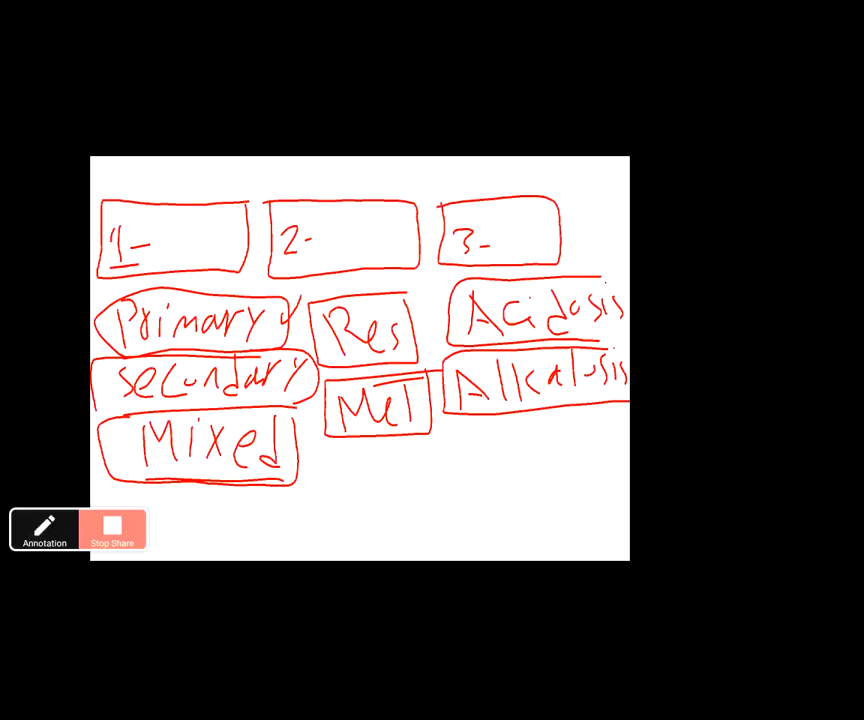 1- 2- 3-
Primary Res Acidosis
Secondary Met Alkalosis
Mixed
Annotation Stop Share